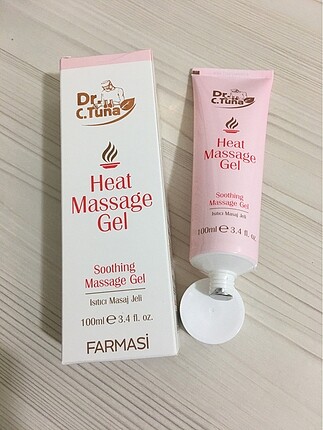 Dr.
C.Tuna
Heat
Massage
Gel
Soothing
Massage Gel
Isıtıcı Masaj Jeli
100ml e 3.4 fl. oz.
FARMASi
Dr.
C.Tuna
Heat
Massage
Gel
Soothing
Massage Gel
Isıtıcı Masaj Jeli
100ml e 3.4 fl. oz.